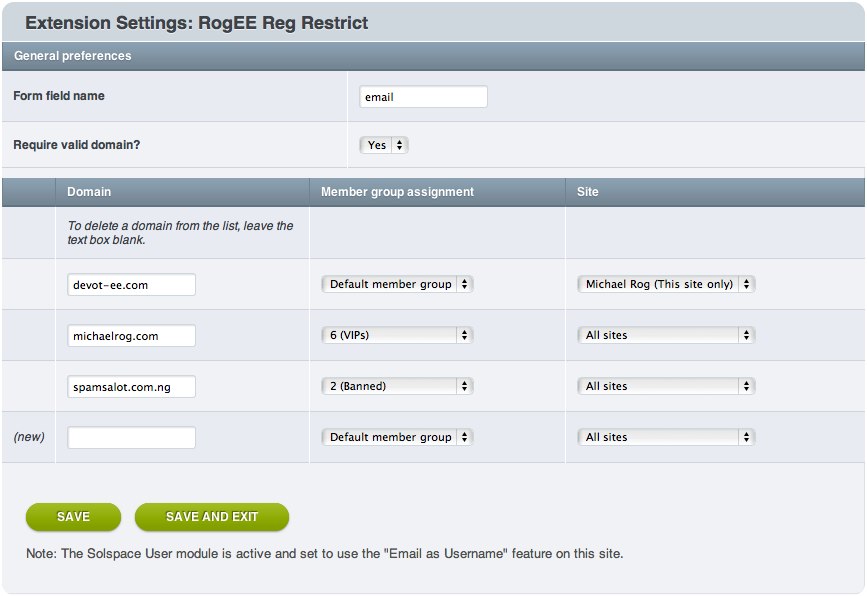 Extension Settings: RogEE Reg Restrict
General preferences
Form field name
email
Require valid domain?
Yes
Domain Member group assignment Site
To delete a domain from the list, leave the
text box blank.
devot-ee.com Default member group Michael Rog (This site only)
michaelrog.com 6 (VIPs) All sites
spamsalot.com.ng 2 (Banned) All sites
(new) Default member group All sites
SAVE SAVE AND EXIT
Note: The Solspace User module is active and set to use the "Email as Username" feature on this site.